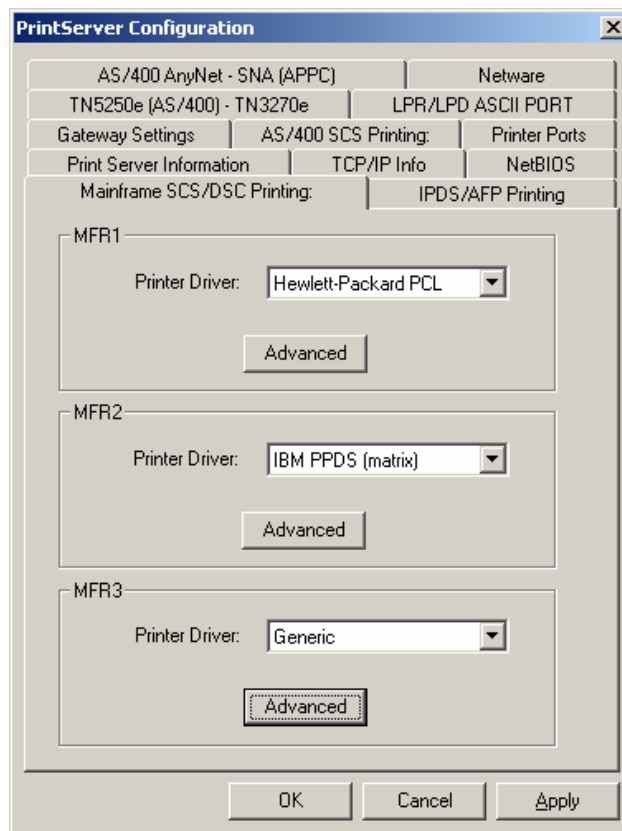 PrintServer Configuration
AS/400 AnyNet - SNA (APPC) Netware
TN5250e (AS/400) - TN3270e LPR/LPD ASCII PORT
Gateway Settings AS/400 SCS Printing: Printer Ports
Print Server Information TCP/IP Info NetBIOS
Mainframe SCS/DSC Printing: IPDS/AFP Printing
MFR1
Printer Driver: Hewlett-Packard PCL
Advanced
MFR2
Printer Driver: IBM PPDS (matrix)
Advanced
MFR3
Printer Driver: Generic
Advanced
OK Cancel Apply